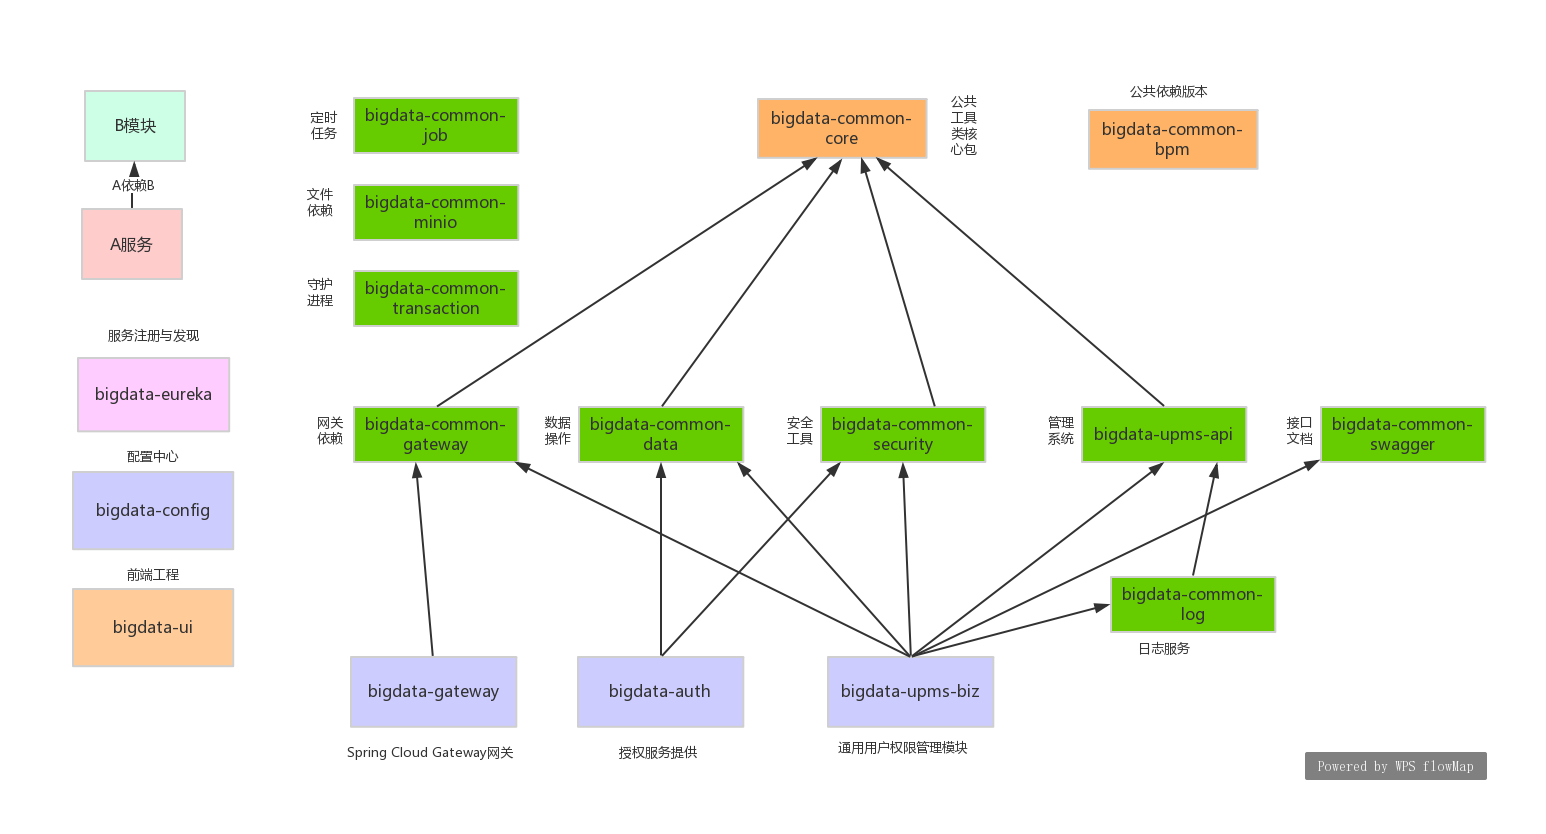 B模块
A依赖B
A服务
服务注册与发现
bigdata-eureka
配置中心
bigdata-config
前端工程
bigdata-ui
定时
任务
bigdata-common-
job
文件
依赖
bigdata-common-
minio
守护
进程
bigdata-common-
transaction
bigdata-common-
core
公共
工具
类核
心包
公共依赖版本
bigdata-common-
bpm
网关
依赖
bigdata-common-
gateway
数据
操作
bigdata-common-
data
安全
工具
bigdata-common-
security
管理
系统
bigdata-upms-api
接口
文档
bigdata-common-
swagger
bigdata-common-
log
日志服务
bigdata-gateway
Spring Cloud Gateway网关
bigdata-auth
授权服务提供
bigdata-upms-biz
通用用户权限管理模块
Powered by WPS flowMap